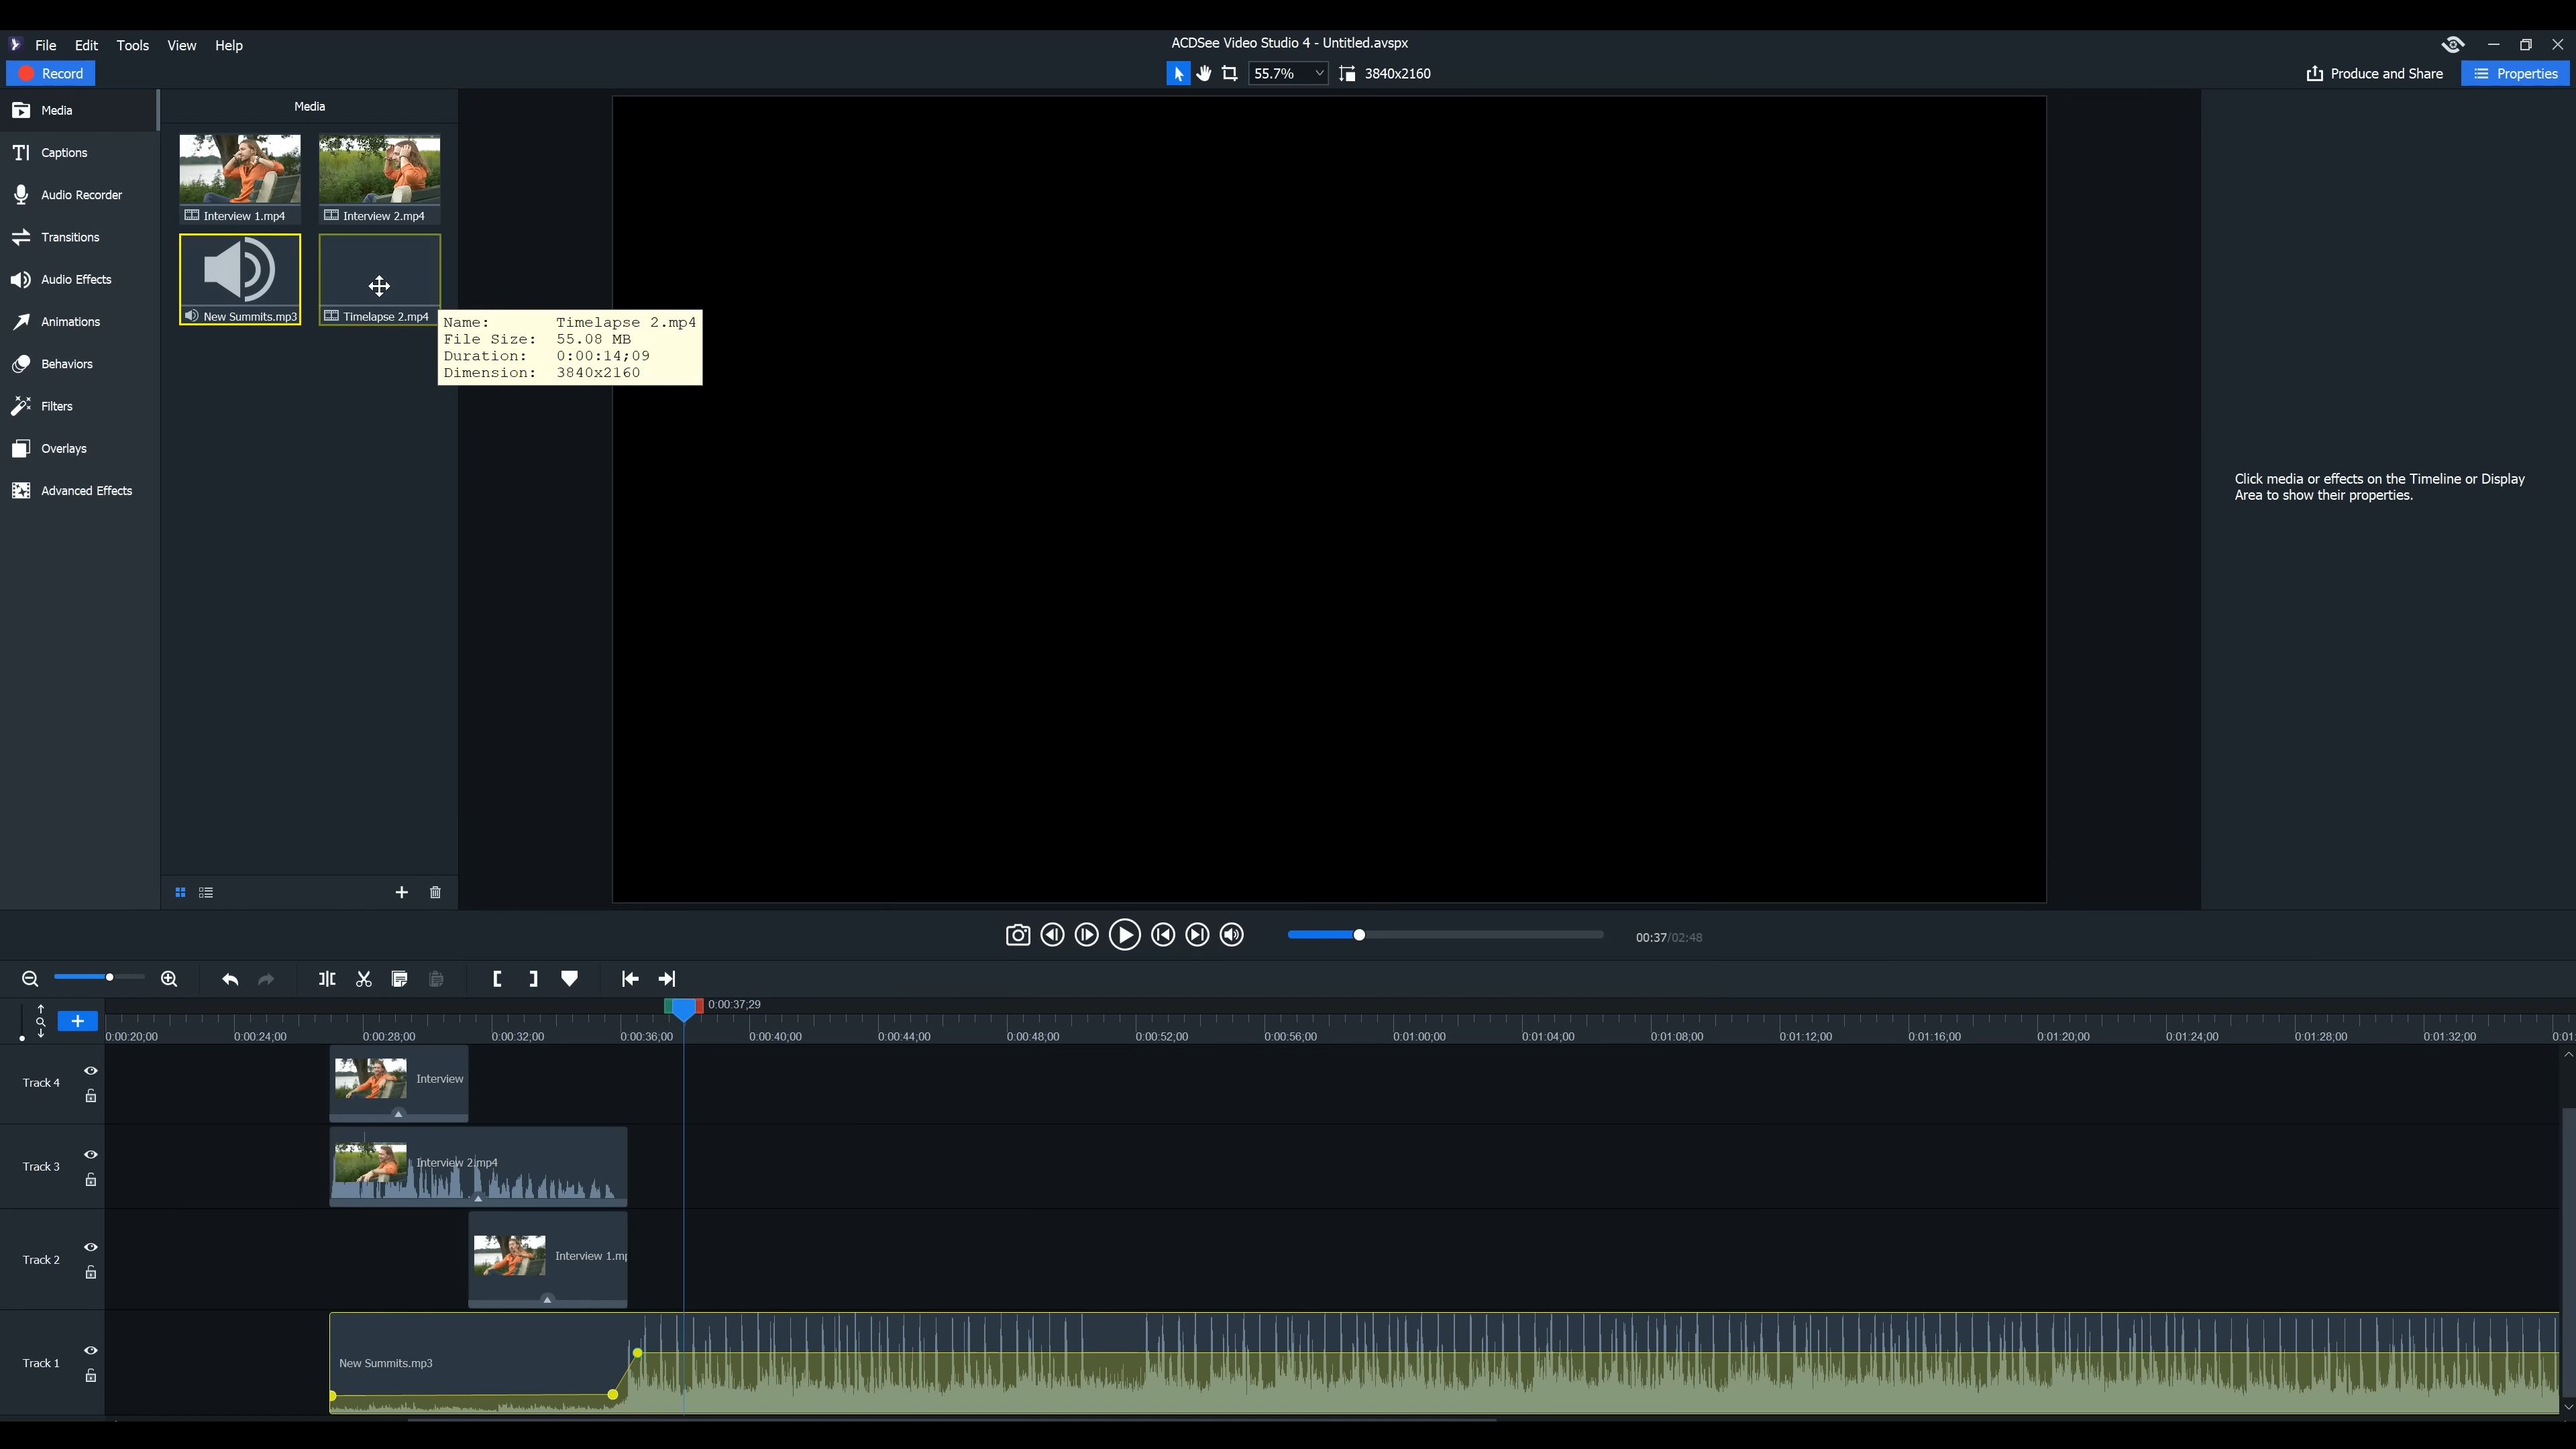 File Edit Tools View Help
ACDSee Video Studio 4 - Untitled.avspx
Record
55.7%
3840x2160
Produce and Share
Properties
Media
Captions
Audio Recorder
Transitions
Audio Effects
Animations
Behaviors
Filters
Overlays
Advanced Effects
Media
Interview 1.mp4
Interview 2.mp4
New Summits.mp3
Timelapse 2.mp4
Name: Timelapse 2.mp4
File Size: 55.08 MB
Duration: 0:00:14;09
Dimension: 3840x2160
Click media or effects on the Timeline or Display
Area to show their properties.
00:37/02:48
0:00:37;29
0:00:20;00 0:00:24;00 0:00:28;00 0:00:32;00 0:00:36;00 0:00:40;00 0:00:44;00 0:00:48;00 0:00:52;00 0:00:56;00 0:01:00;00 0:01:04;00 0:01:08;00 0:01:12;00 0:01:16;00 0:01:20;00 0:01:24;00 0:01:28;00 0:01:32;00 0:01:
Track 4
Interview
Track 3
Interview 2.mp4
Track 2
Interview 1.mp
Track 1
New Summits.mp3